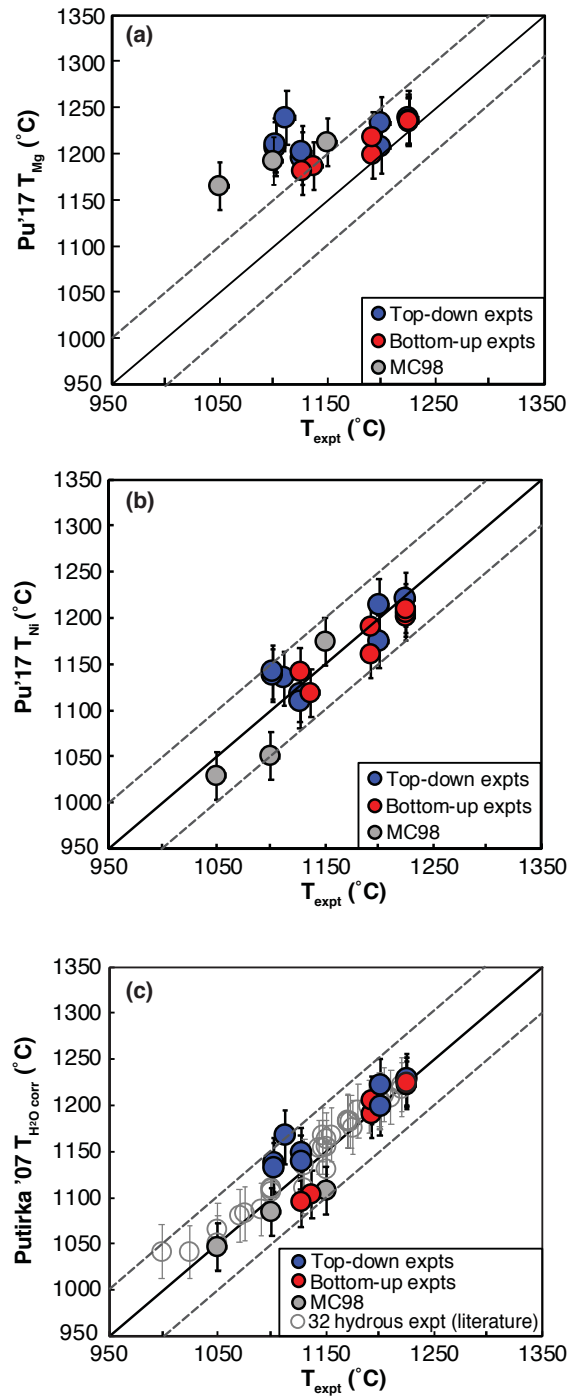 (a)
1350
1300
1250
1200
1150
1100
1050
1000
950
Pu'17 T_Mg (˚C)
Top-down expts
Bottom-up expts
MC98
950 1050 1150 1250 1350
T_expt (˚C)
(b)
1350
1300
1250
1200
1150
1100
1050
1000
950
Pu'17 T_Ni (˚C)
Top-down expts
Bottom-up expts
MC98
950 1050 1150 1250 1350
T_expt (˚C)
(c)
1350
1300
1250
1200
1150
1100
1050
1000
950
Putirka '07 T_H²O corr (˚C)
Top-down expts
Bottom-up expts
MC98
32 hydrous expt (literature)
950 1050 1150 1250 1350
T_expt (˚C)